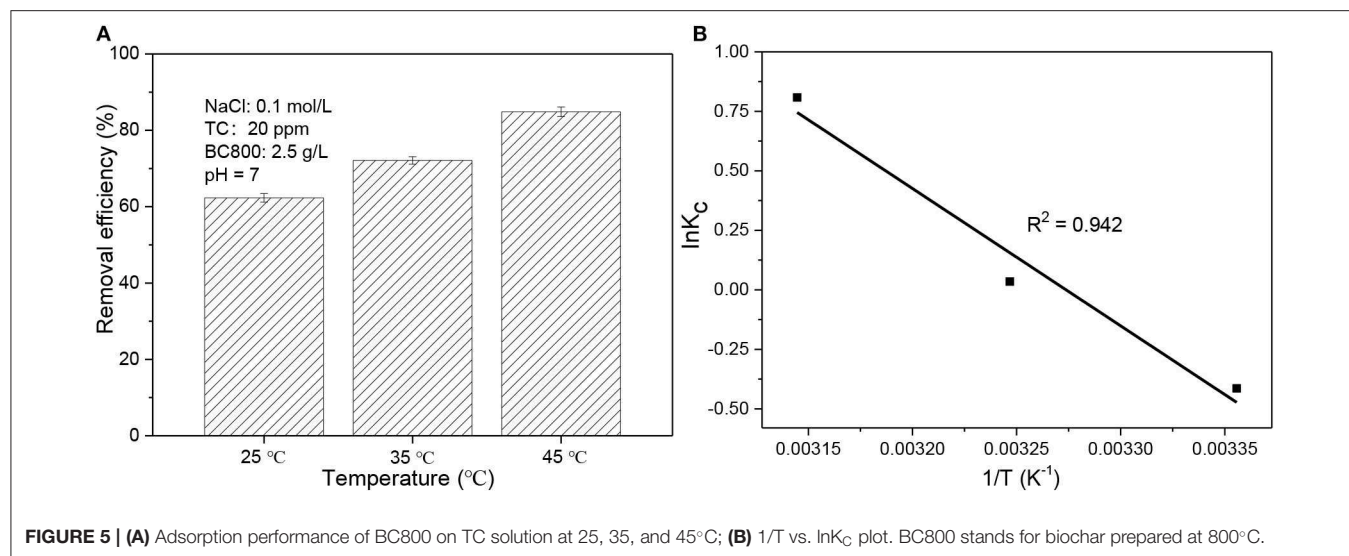 A
Removal efficiency (%)
100
80
60
40
20
0
NaCl: 0.1 mol/L
TC: 20 ppm
BC800: 2.5 g/L
pH = 7
25 ℃
35 ℃
45 ℃
Temperature (℃)
B
lnK_C
1.00
0.75
0.50
0.25
0.00
-0.25
-0.50
R² = 0.942
0.00315
0.00320
0.00325
0.00330
0.00335
1/T (K⁻¹)
FIGURE 5 | (A) Adsorption performance of BC800 on TC solution at 25, 35, and 45°C; (B) 1/T vs. lnK_C plot. BC800 stands for biochar prepared at 800°C.